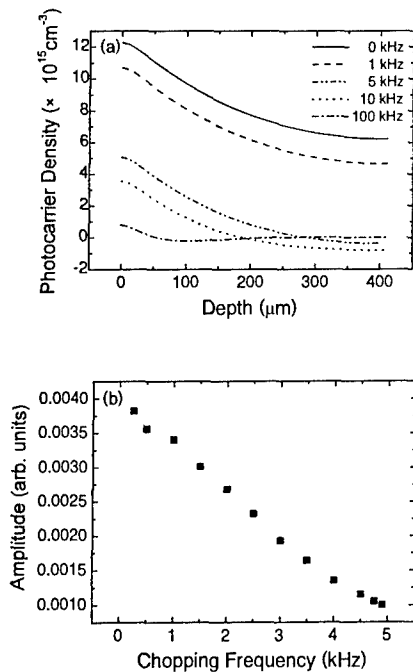 (a)
0 kHz
1 kHz
5 kHz
10 kHz
100 kHz
Photocarrier Density (× 10¹⁵cm⁻³)
12
10
8
6
4
2
0
-2
0 100 200 300 400
Depth (μm)
(b)
Amplitude (arb. units)
0.0040
0.0035
0.0030
0.0025
0.0020
0.0015
0.0010
0 1 2 3 4 5
Chopping Frequency (kHz)